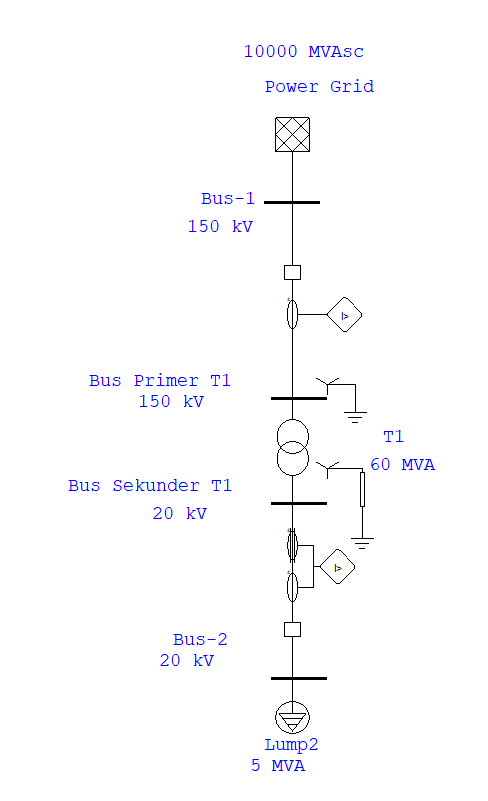 10000 MVAsc
Power Grid
Bus-1
150 kV
I>
Bus Primer T1
150 kV
T1
60 MVA
Bus Sekunder T1
20 kV
I>
Bus-2
20 kV
Lump2
5 MVA